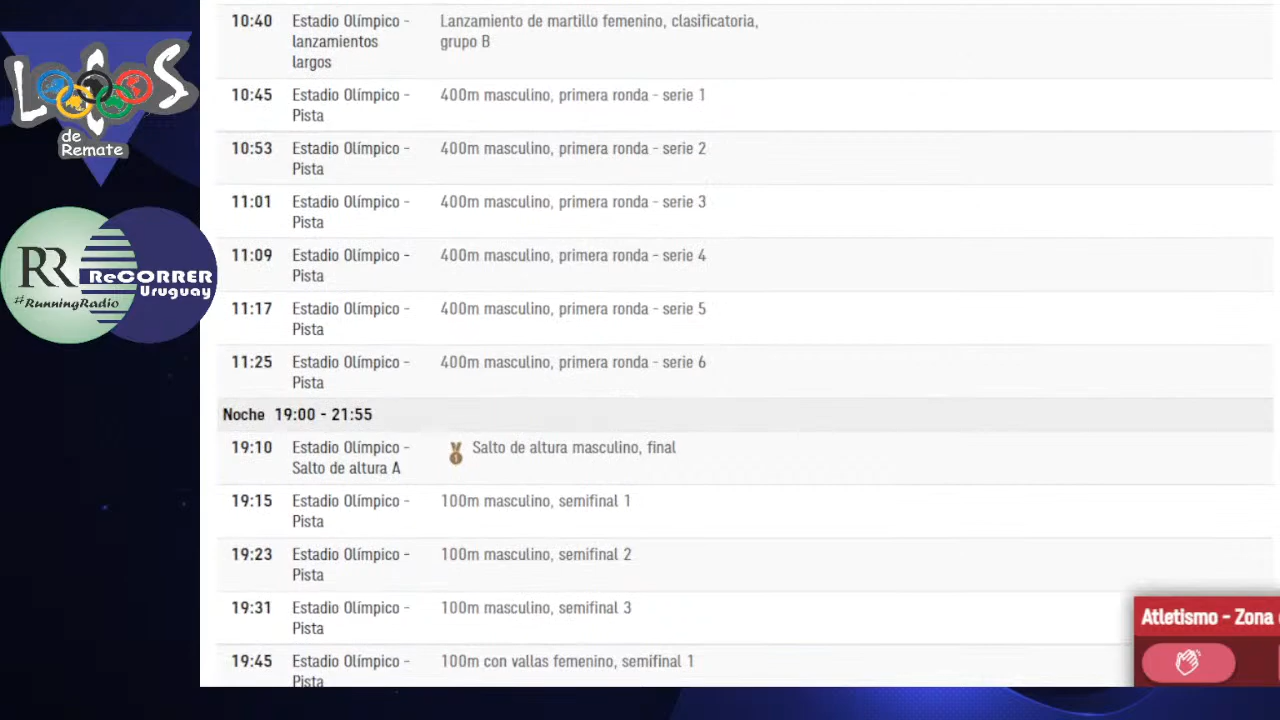 LOCOS
de
Remate
RR
#RunningRadio
ReCORRER
Uruguay
10:40 Estadio Olímpico - Lanzamiento de martillo femenino, clasificatoria,
lanzamientos grupo B
largos
10:45 Estadio Olímpico - 400m masculino, primera ronda - serie 1
Pista
10:53 Estadio Olímpico - 400m masculino, primera ronda - serie 2
Pista
11:01 Estadio Olímpico - 400m masculino, primera ronda - serie 3
Pista
11:09 Estadio Olímpico - 400m masculino, primera ronda - serie 4
Pista
11:17 Estadio Olímpico - 400m masculino, primera ronda - serie 5
Pista
11:25 Estadio Olímpico - 400m masculino, primera ronda - serie 6
Pista
Noche 19:00 - 21:55
19:10 Estadio Olímpico - 1 Salto de altura masculino, final
Salto de altura A
19:15 Estadio Olímpico - 100m masculino, semifinal 1
Pista
19:23 Estadio Olímpico - 100m masculino, semifinal 2
Pista
19:31 Estadio Olímpico - 100m masculino, semifinal 3
Pista
19:45 Estadio Olímpico - 100m con vallas femenino, semifinal 1
Pista
Atletismo - Zona